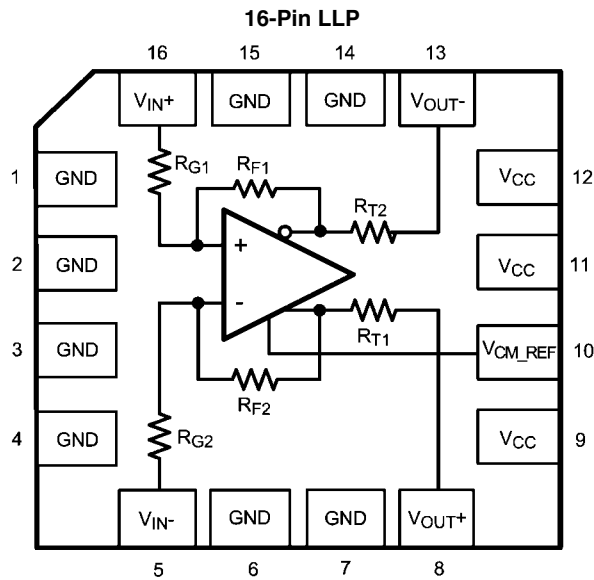 16-Pin LLP
16 15 14 13
VIN+ GND GND VOUT-
1 GND RG1 RF1 VCC 12
RT2
2 GND + VCC 11
-
3 GND RT1 VCM_REF 10
RF2
4 GND RG2 VCC 9
VIN- GND GND VOUT+
5 6 7 8